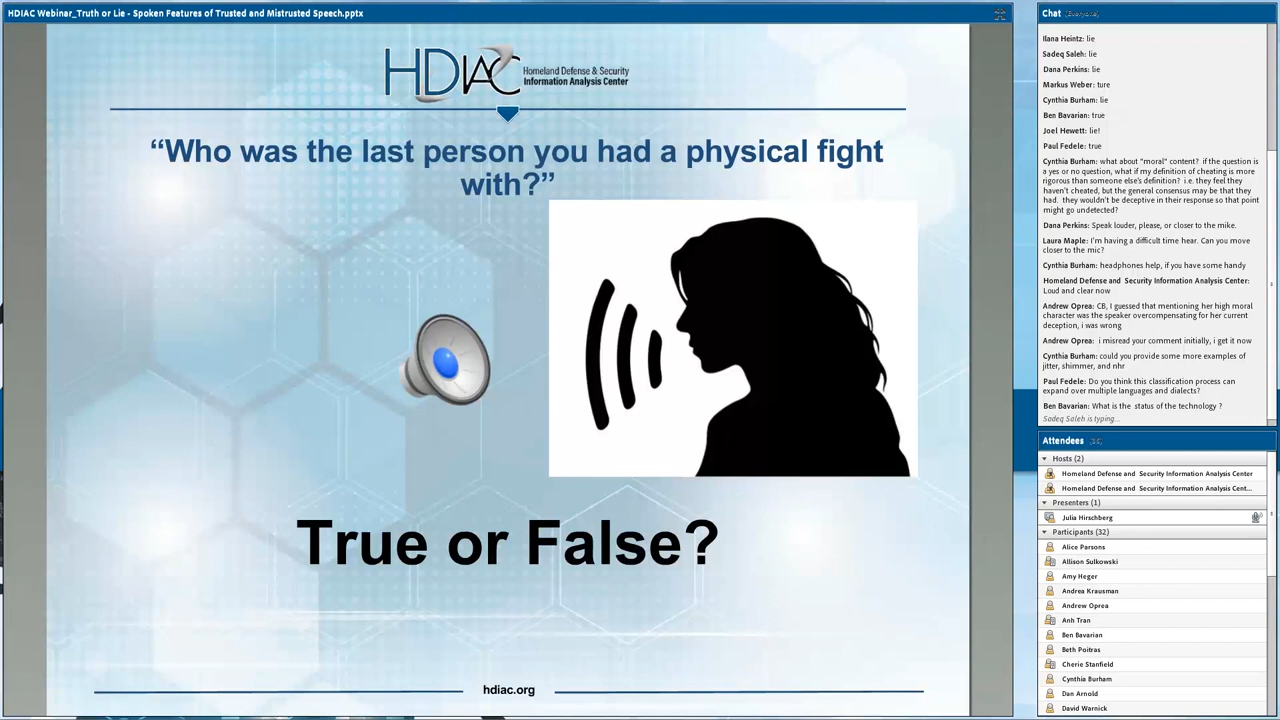 HDIAC Webinar_Truth or Lie - Spoken Features of Trusted and Mistrusted Speech.pptx
HDIAC Homeland Defense & Security
Information Analysis Center
“Who was the last person you had a physical fight
with?”
True or False?
hdiac.org
Chat (Everyone)
Ilana Heintz: lie
Sadeq Saleh: lie
Dana Perkins: lie
Markus Weber: ture
Cynthia Burham: lie
Ben Bavarian: true
Joel Hewett: lie!
Paul Fedele: true
Cynthia Burham: what about "moral" content? if the question is
a yes or no question, what if my definition of cheating is more
rigorous than someone else's definition? i.e. they feel they
haven't cheated, but the general consensus may be that they
had. they wouldn't be deceptive in their response so that point
might go undetected?
Dana Perkins: Speak louder, please, or closer to the mike.
Laura Maple: I'm having a difficult time hear. Can you move
closer to the mic?
Cynthia Burham: headphones help, if you have some handy
Homeland Defense and Security Information Analysis Center:
Loud and clear now
Andrew Oprea: CB, I guessed that mentioning her high moral
character was the speaker overcompensating for her current
deception, i was wrong
Andrew Oprea: i misread your comment initially, i get it now
Cynthia Burham: could you provide some more examples of
jitter, shimmer, and nhr
Paul Fedele: Do you think this classification process can
expand over multiple languages and dialects?
Ben Bavarian: What is the status of the technology ?
Sadeq Saleh is typing...
Attendees
Hosts (2)
Homeland Defense and Security Information Analysis Center
Homeland Defense and Security Information Analysis Cent...
Presenters (1)
Julia Hirschberg
Participants (32)
Alice Parsons
Allison Sulkowski
Amy Heger
Andrea Krausman
Andrew Oprea
Anh Tran
Ben Bavarian
Beth Poitras
Cherie Stanfield
Cynthia Burham
Dan Arnold
David Warnick